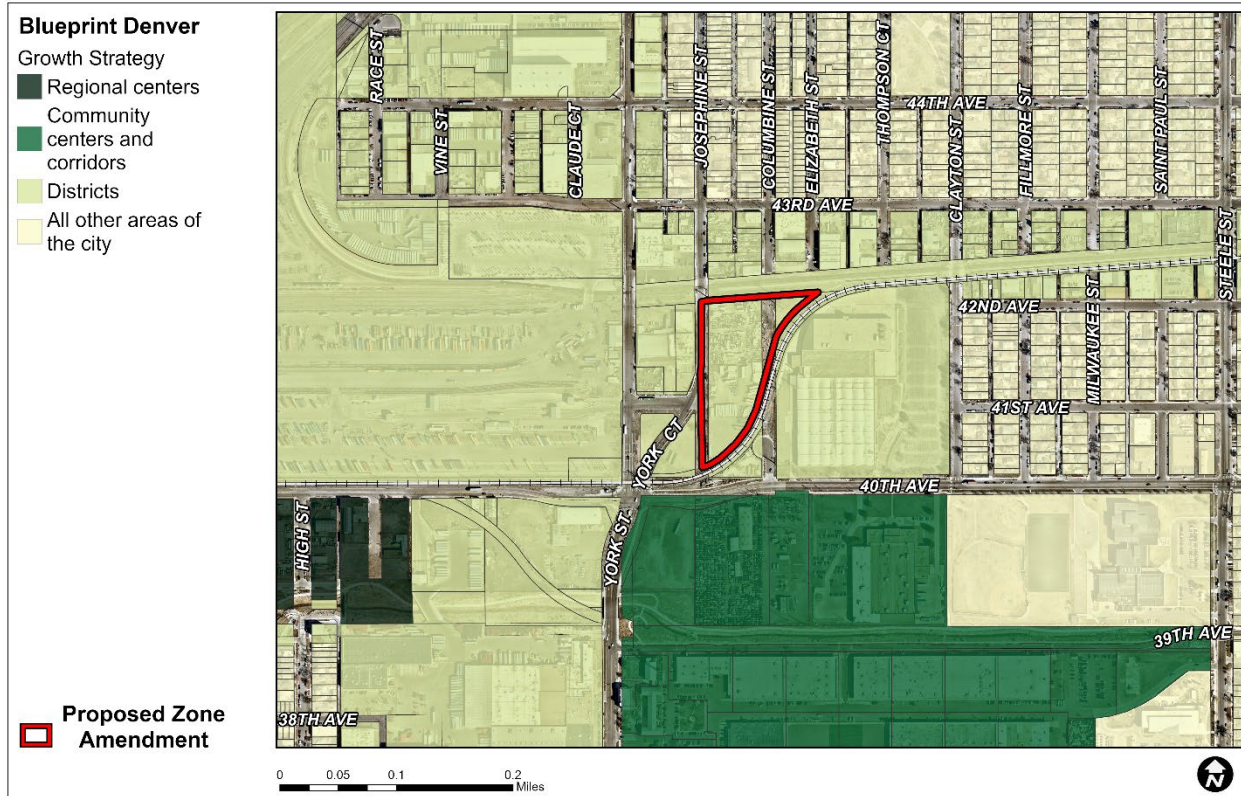 Blueprint Denver
Growth Strategy
Regional centers
Community
centers and
corridors
Districts
All other areas of
the city
Proposed Zone
Amendment
RACE ST
VINE ST
CLAUDE CT
JOSEPHINE ST
COLUMBINE ST
ELIZABETH ST
THOMPSON CT
44TH AVE
CLAYTON ST
FILLMORE ST
SAINT PAUL ST
43RD AVE
STEELE ST
42ND AVE
MILWAUKEE ST
41ST AVE
YORK CT
40TH AVE
HIGH ST
YORK ST
39TH AVE
38TH AVE
0 0.05 0.1 0.2
Miles
N